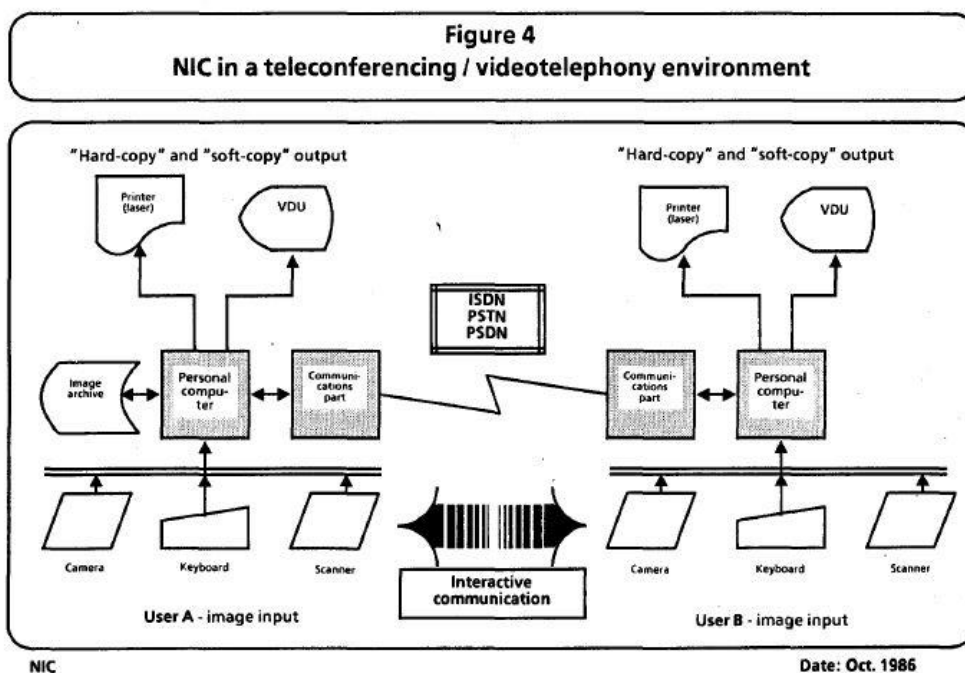 Figure 4
NIC in a teleconferencing / videotelephony environment
"Hard-copy" and "soft-copy" output
Printer
(laser)
VDU
Image
archive
Personal
compu-
ter
Communi-
cations
part
Camera
Keyboard
Scanner
User A - image input
ISDN
PSTN
PSDN
Interactive
communication
"Hard-copy" and "soft-copy" output
Printer
(laser)
VDU
Communi-
cations
part
Personal
compu-
ter
Camera
Keyboard
Scanner
User B - image input
NIC
Date: Oct. 1986